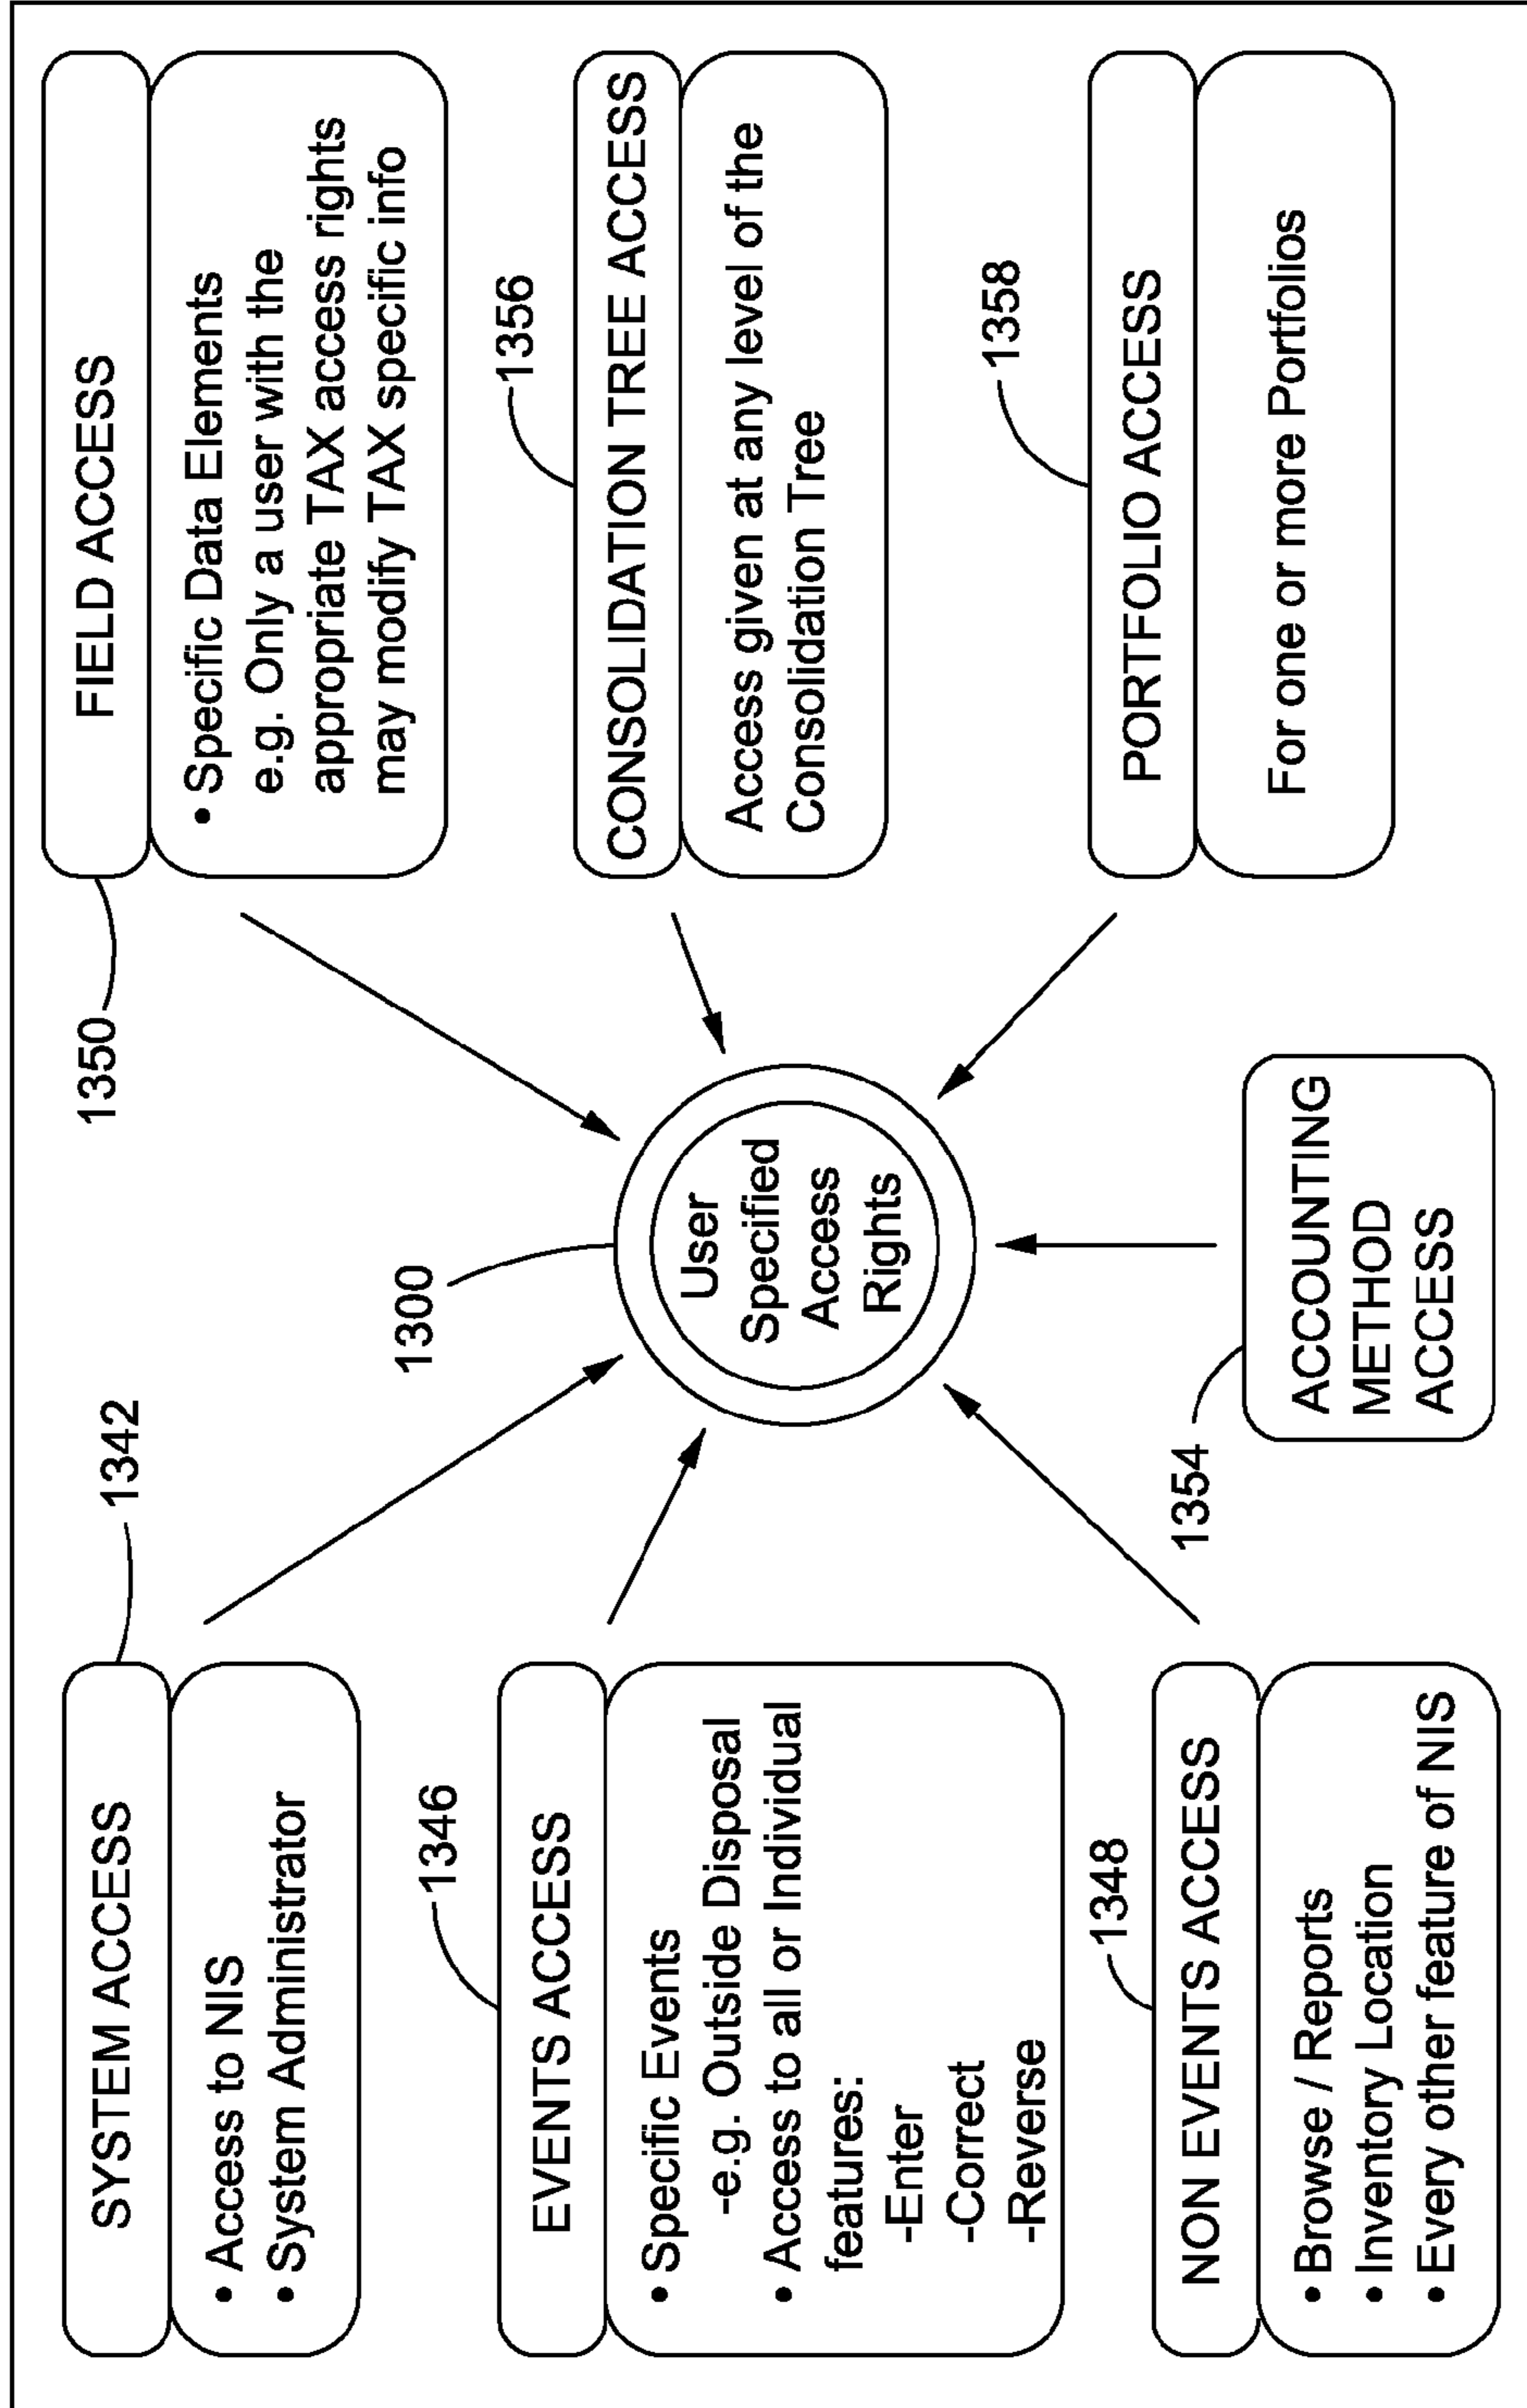 SYSTEM ACCESS
1342
• Access to NIS
• System Administrator
EVENTS ACCESS
1346
• Specific Events
-e.g. Outside Disposal
• Access to all or Individual
features:
-Enter
-Correct
-Reverse
NON EVENTS ACCESS
1348
• Browse / Reports
• Inventory Location
• Every other feature of NIS
1300
User
Specified
Access
Rights
1354
ACCOUNTING
METHOD
ACCESS
1350
FIELD ACCESS
• Specific Data Elements
e.g. Only a user with the
appropriate TAX access rights
may modify TAX specific info
1356
CONSOLIDATION TREE ACCESS
Access given at any level of the
Consolidation Tree
1358
PORTFOLIO ACCESS
For one or more Portfolios